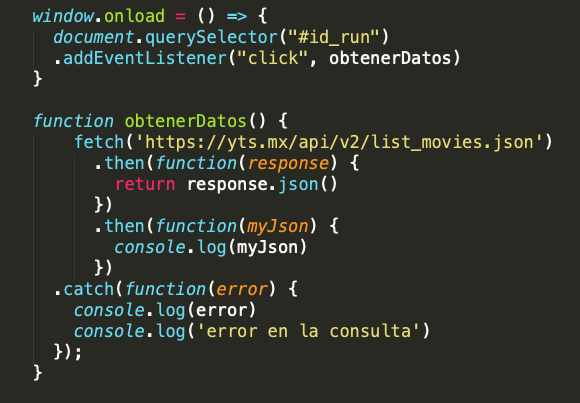 window.onload = () => {
  document.querySelector("#id_run")
  .addEventListener("click", obtenerDatos)
}

function obtenerDatos() {
    fetch('https://yts.mx/api/v2/list_movies.json')
      .then(function(response) {
        return response.json()
      })
      .then(function(myJson) {
        console.log(myJson)
      })
  .catch(function(error) {
    console.log(error)
    console.log('error en la consulta')
  });
}